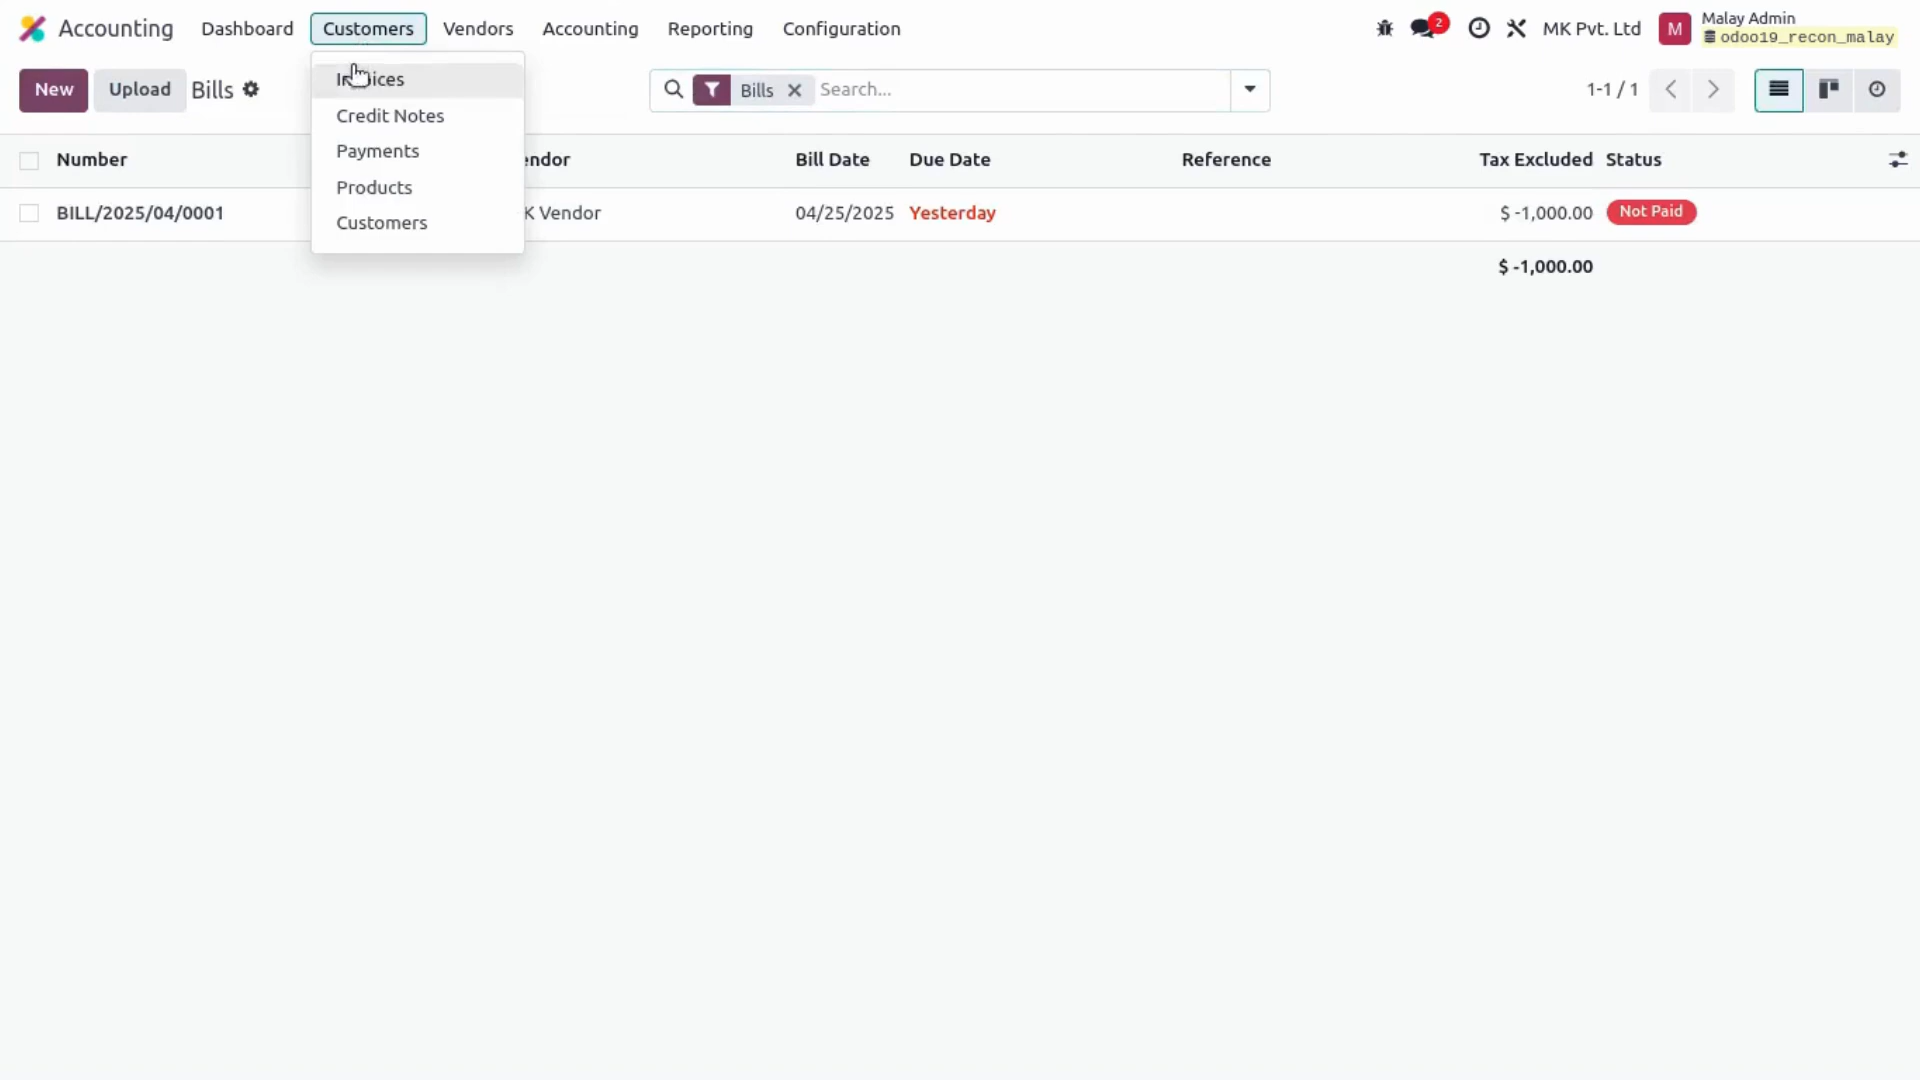 Accounting Dashboard Customers Vendors Accounting Reporting Configuration 2 MK Pvt. Ltd M Malay Admin
odoo19_recon_malay
New Upload Bills Bills Search... 1-1 / 1
Invoices
Credit Notes
Payments
Products
Customers
Number endor Bill Date Due Date Reference Tax Excluded Status
BILL/2025/04/0001 K Vendor 04/25/2025 Yesterday $ -1,000.00 Not Paid
$ -1,000.00